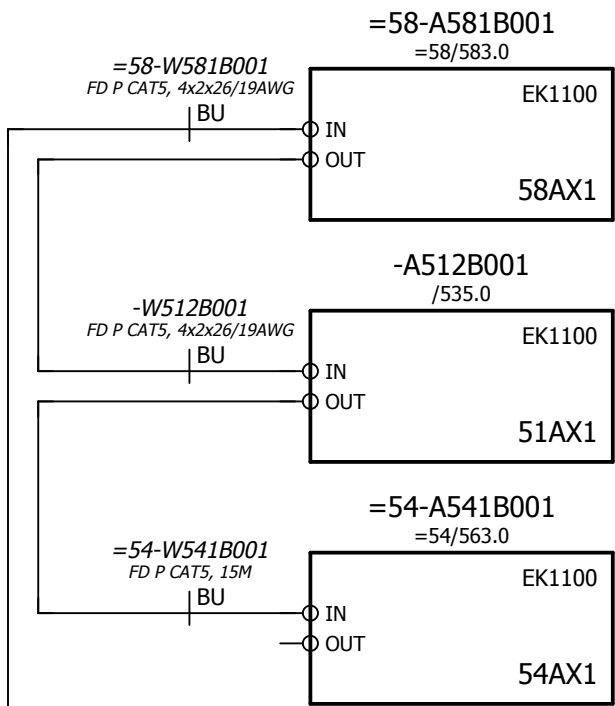 =58-A581B001
=58/583.0
=58-W581B001
FD P CAT5, 4x2x26/19AWG
BU
EK1100
IN
OUT
58AX1
-A512B001
/535.0
-W512B001
FD P CAT5, 4x2x26/19AWG
BU
EK1100
IN
OUT
51AX1
=54-A541B001
=54/563.0
=54-W541B001
FD P CAT5, 15M
BU
EK1100
IN
OUT
54AX1